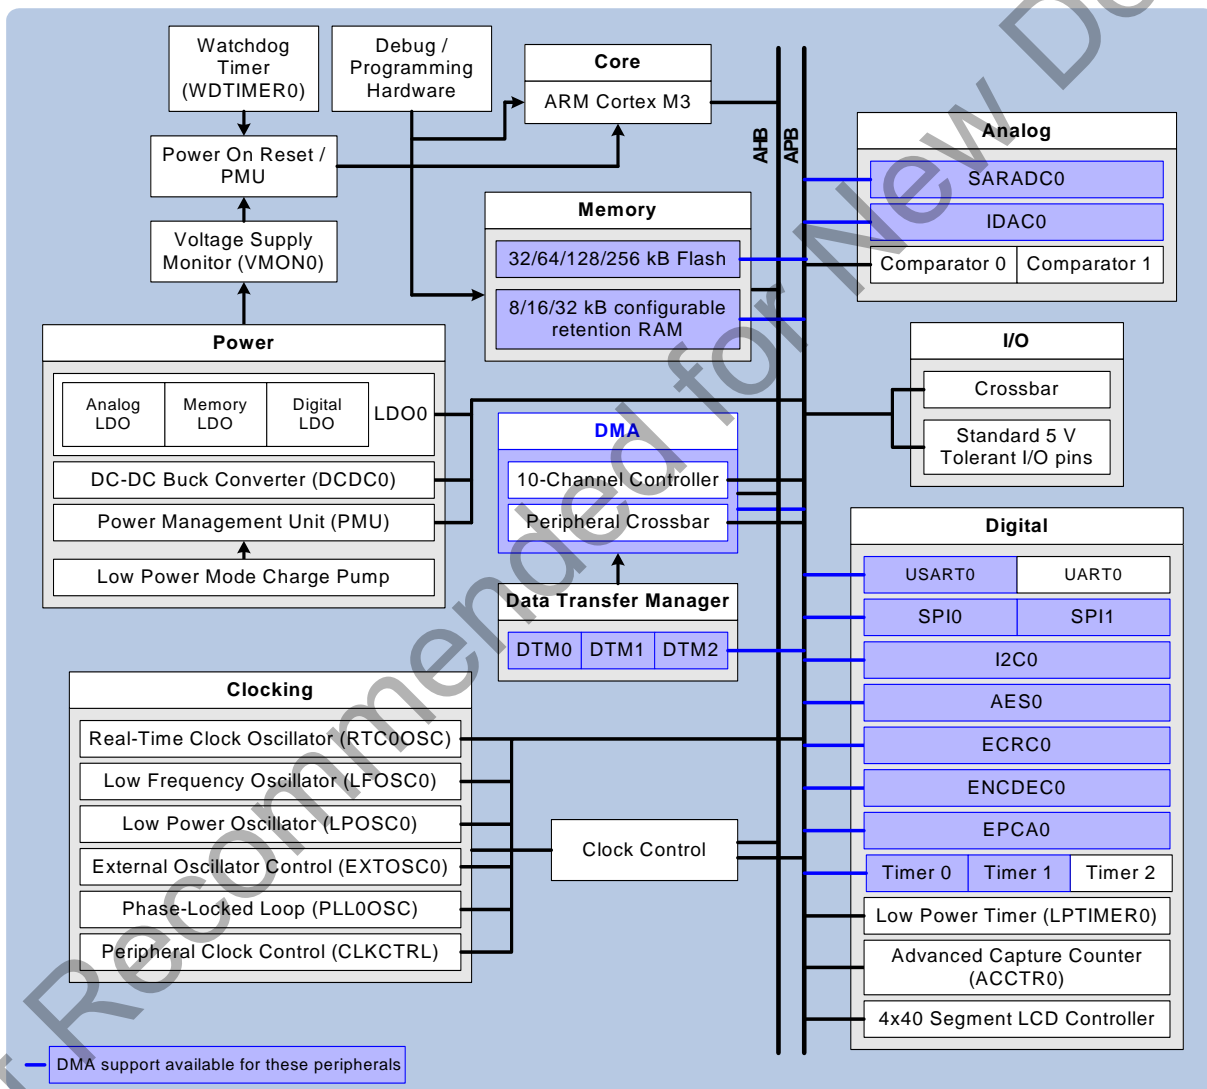 Watchdog
Timer
(WDTIMER0)
Debug /
Programming
Hardware
Core
ARM Cortex M3
AHB
APB
Power On Reset /
PMU
Voltage Supply
Monitor (VMON0)
Memory
32/64/128/256 kB Flash
8/16/32 kB configurable
retention RAM
Analog
SARADC0
IDAC0
Comparator 0
Comparator 1
Power
Analog
LDO
Memory
LDO
Digital
LDO
LDO0
DC-DC Buck Converter (DCDC0)
Power Management Unit (PMU)
Low Power Mode Charge Pump
DMA
10-Channel Controller
Peripheral Crossbar
Data Transfer Manager
DTM0
DTM1
DTM2
I/O
Crossbar
Standard 5 V
Tolerant I/O pins
Clocking
Real-Time Clock Oscillator (RTC0OSC)
Low Frequency Oscillator (LFOSC0)
Low Power Oscillator (LPOSC0)
External Oscillator Control (EXTOSC0)
Phase-Locked Loop (PLL0OSC)
Peripheral Clock Control (CLKCTRL)
Clock Control
Digital
USART0
UART0
SPI0
SPI1
I2C0
AES0
ECRC0
ENCDEC0
EPCA0
Timer 0
Timer 1
Timer 2
Low Power Timer (LPTIMER0)
Advanced Capture Counter
(ACCTR0)
4x40 Segment LCD Controller
DMA support available for these peripherals
Recommended for New